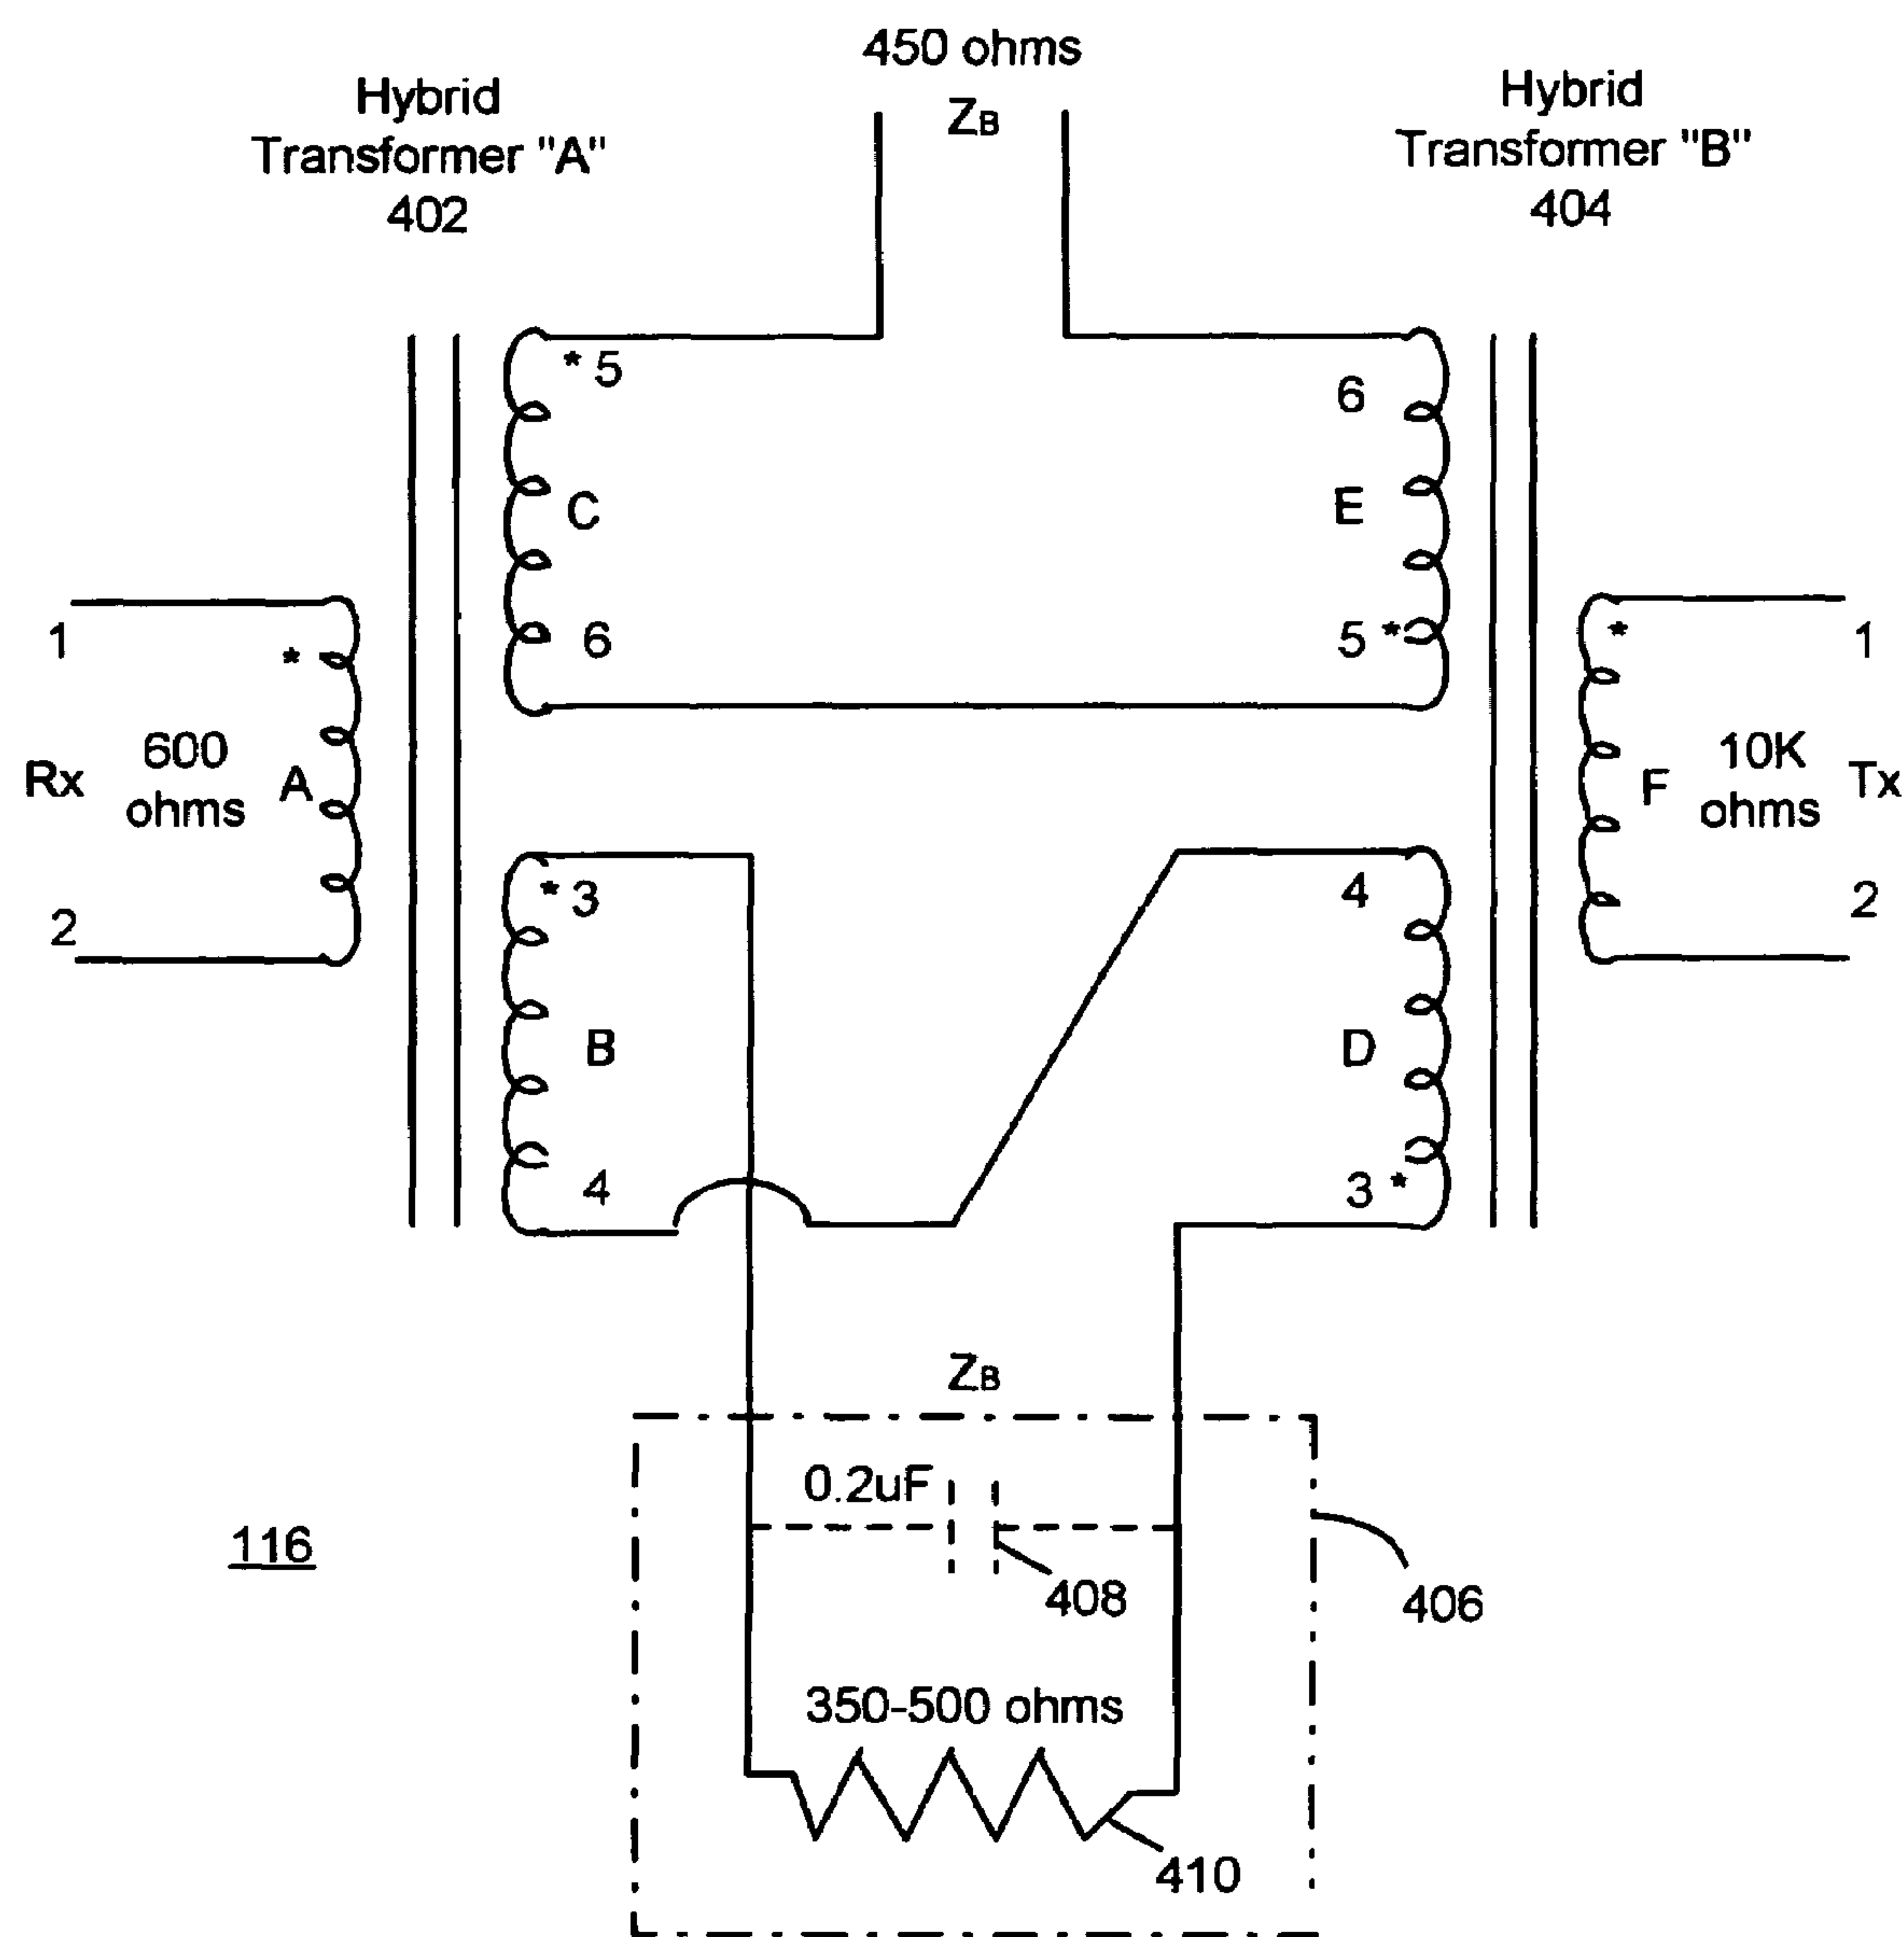 450 ohms
ZB
Hybrid
Transformer "A"
402
Hybrid
Transformer "B"
404
* 5
C
6
6
E
5 *
1
*
Rx
600
ohms
A
2
*
1
F
10K
ohms
Tx
2
* 3
B
4
4
D
3 *
ZB
0.2uF
408
406
116
350-500 ohms
410